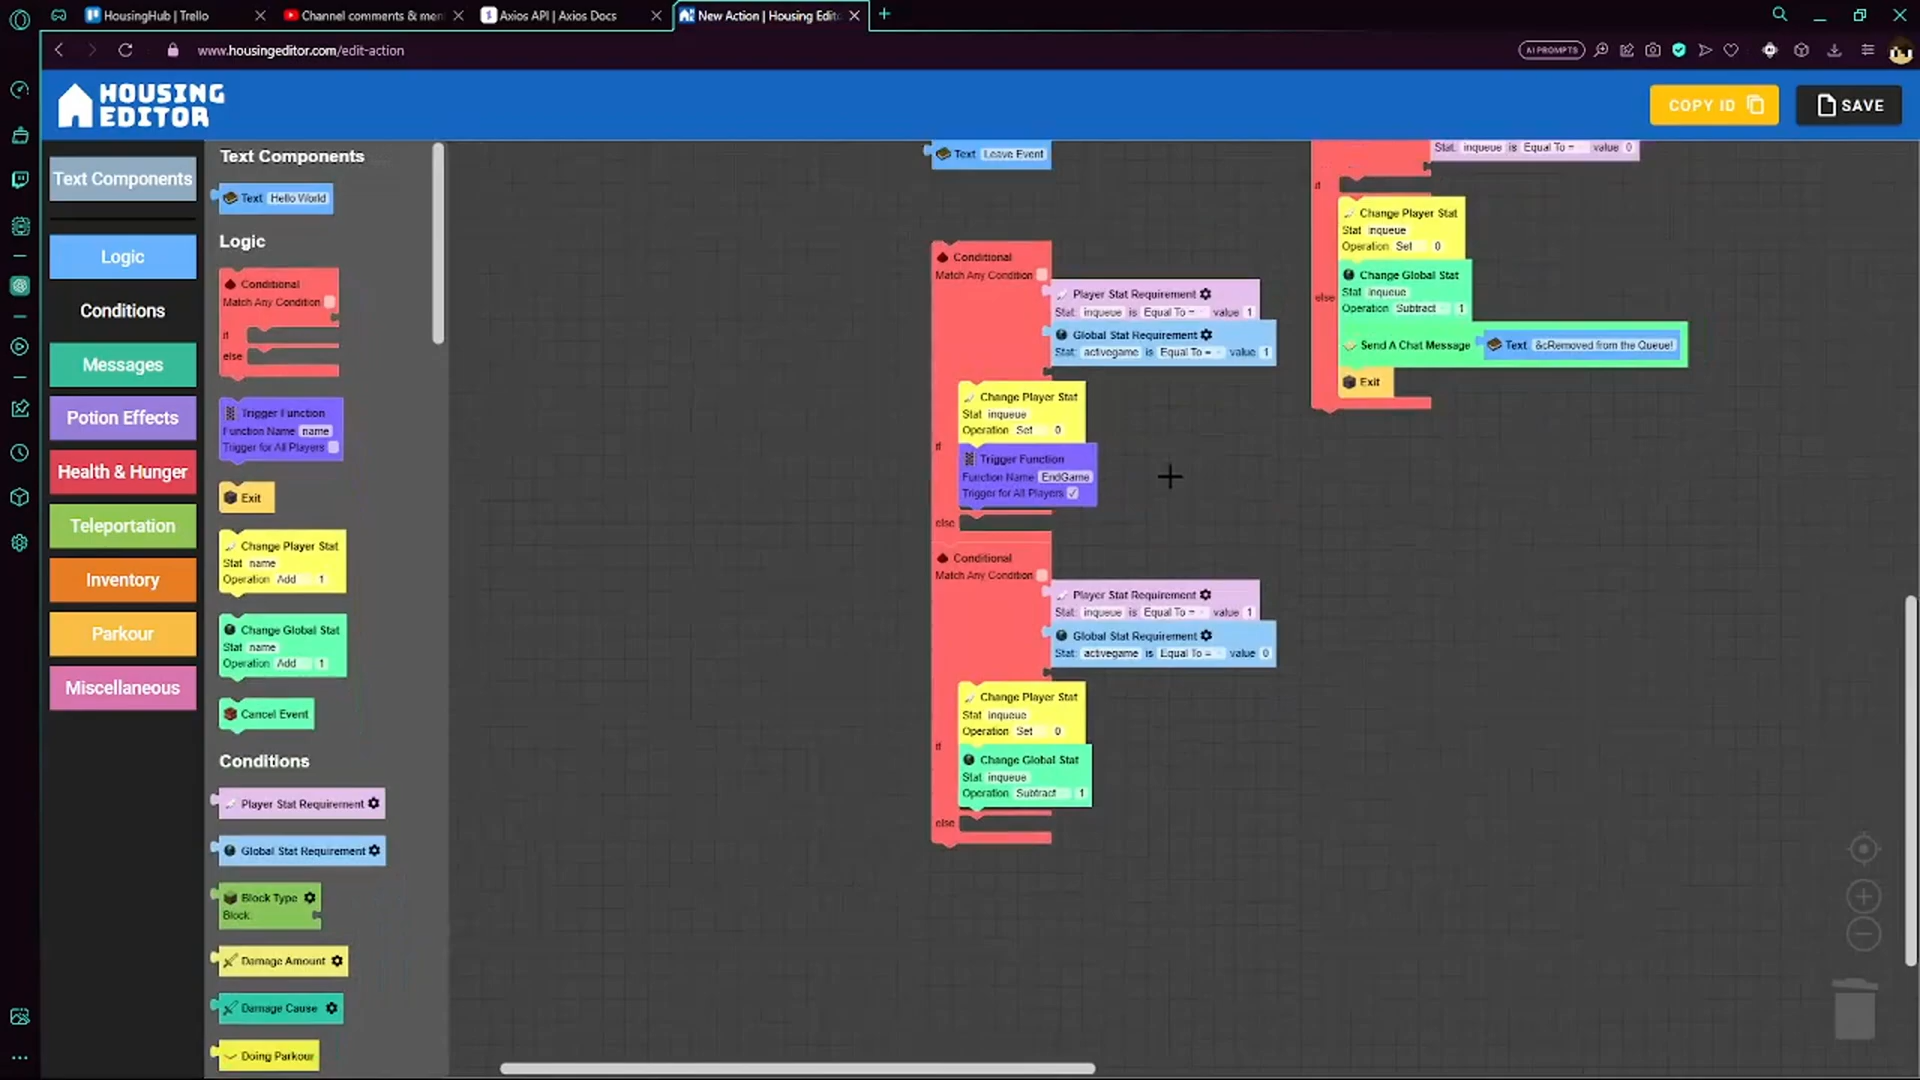 HousingHub | Trello
Channel comments & men
Axios API | Axios Docs
New Action | Housing Edit
www.housingeditor.com/edit-action
AI PROMPTS
HOUSING
EDITOR
COPY ID
SAVE
Text Components
Logic
Conditions
Messages
Potion Effects
Health & Hunger
Teleportation
Inventory
Parkour
Miscellaneous
Text Components
Text Hello World
Logic
Conditional
Match Any Condition
if
else
Trigger Function
Function Name name
Trigger for All Players
Exit
Change Player Stat
Stat name
Operation Add 1
Change Global Stat
Stat name
Operation Add 1
Cancel Event
Conditions
Player Stat Requirement
Global Stat Requirement
Block Type
Block:
Damage Amount
Damage Cause
Doing Parkour
Text Leave Event
Conditional
Match Any Condition
Player Stat Requirement
Stat: inqueue is Equal To = value 1
Global Stat Requirement
Stat: activegame is Equal To = value 1
if
Change Player Stat
Stat inqueue
Operation Set 0
Trigger Function
Function Name EndGame
Trigger for All Players
else
Conditional
Match Any Condition
Player Stat Requirement
Stat: inqueue is Equal To = value 1
Global Stat Requirement
Stat: activegame is Equal To = value 0
if
Change Player Stat
Stat inqueue
Operation Set 0
Change Global Stat
Stat inqueue
Operation Subtract 1
else
Stat: inqueue is Equal To = value 0
if
else
Change Player Stat
Stat inqueue
Operation Set 0
Change Global Stat
Stat inqueue
Operation Subtract 1
Send A Chat Message Text &cRemoved from the Queue!
Exit